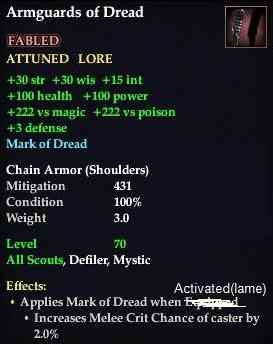 Armguards of Dread
FABLED
ATTUNED LORE
+30 str +30 wis +15 int
+100 health +100 power
+222 vs magic +222 vs poison
+3 defense
Mark of Dread
Chain Armor (Shoulders)
Mitigation 431
Condition 100%
Weight 3.0
Level 70
All Scouts, Defiler, Mystic
Effects:
Activated(lame)
• Applies Mark of Dread when
• Increases Melee Crit Chance of caster by
2.0%